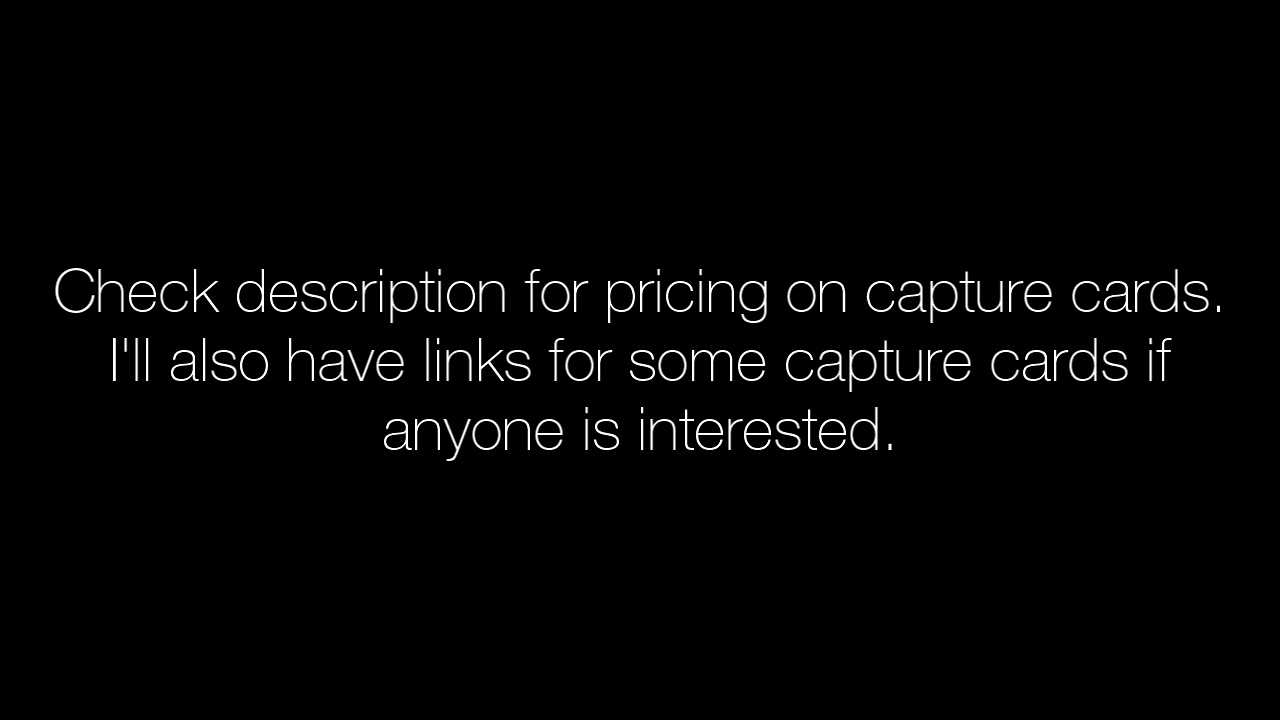 Check description for pricing on capture cards.
I'll also have links for some capture cards if
anyone is interested.